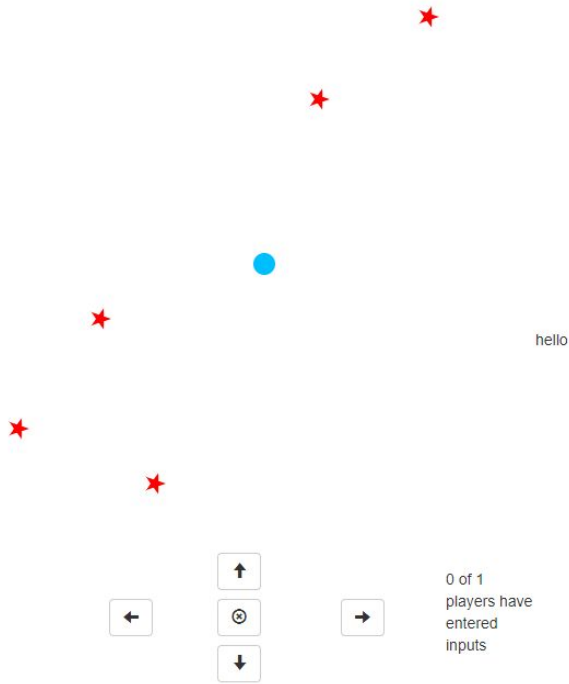 hello
0 of 1
players have
entered
inputs